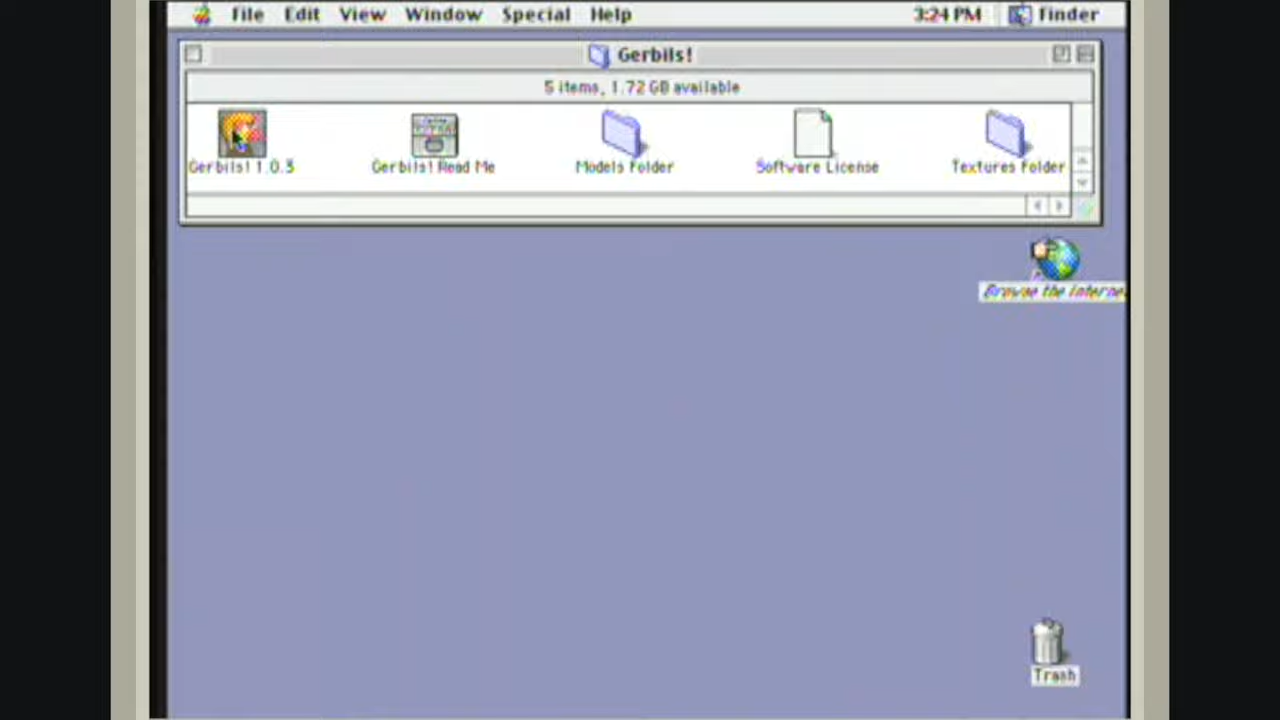 File Edit View Window Special Help 3:24 PM Finder
Gerbils!
5 items, 1.72 GB available
Gerbils! 1.0.3 Gerbils! Read Me Models Folder Software License Textures Folder
Browse the Interne
Trash